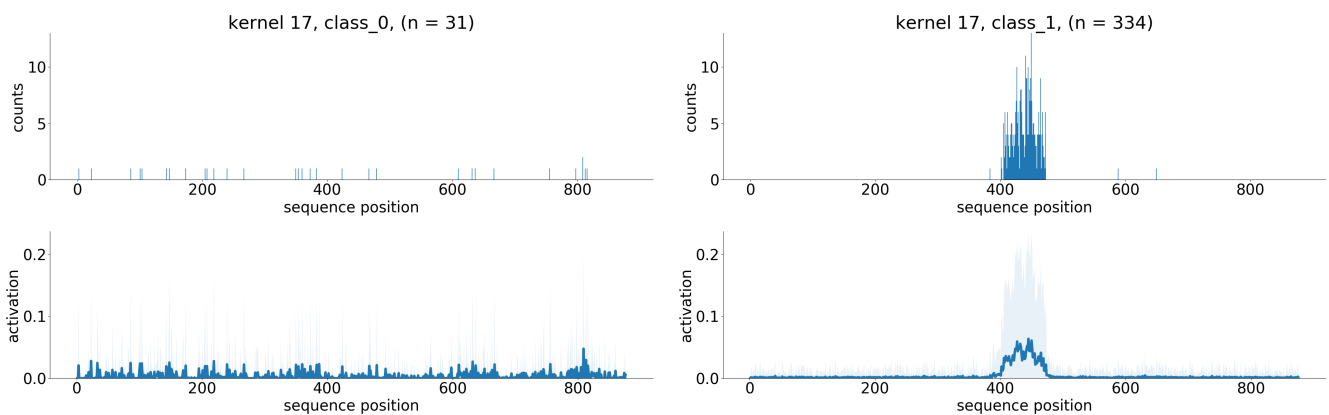 kernel 17, class_0, (n = 31)
10
5
0
counts
0 200 400 600 800
sequence position
0.2
0.1
0.0
activation
0 200 400 600 800
sequence position
kernel 17, class_1, (n = 334)
10
5
0
counts
0 200 400 600 800
sequence position
0.2
0.1
0.0
activation
0 200 400 600 800
sequence position